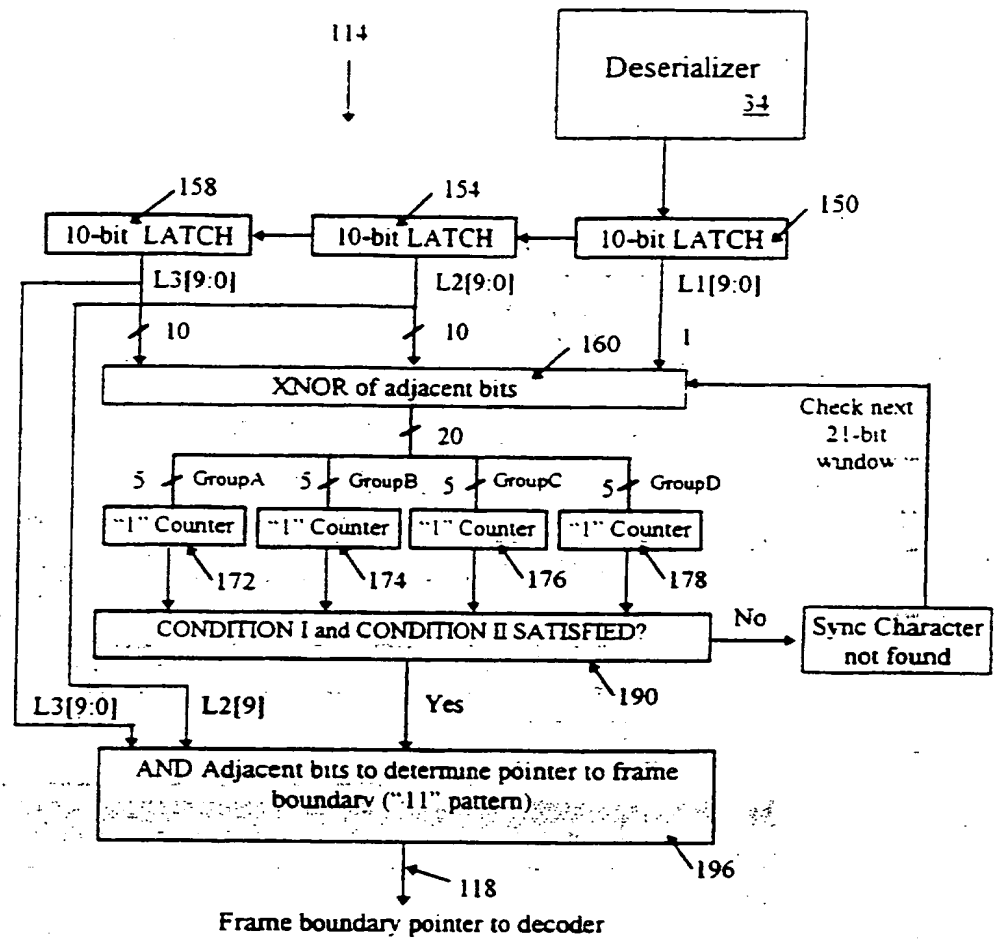 114
Deserializer
34
158
154
150
10-bit LATCH
10-bit LATCH
10-bit LATCH
L3[9:0]
L2[9:0]
L1[9:0]
10
10
1
160
XNOR of adjacent bits
Check next
21-bit
window
20
5
GroupA
5
GroupB
5
GroupC
5
GroupD
"1" Counter
"1" Counter
"1" Counter
"1" Counter
172
174
176
178
CONDITION I and CONDITION II SATISFIED?
No
Sync Character
not found
190
L3[9:0]
L2[9]
Yes
AND Adjacent bits to determine pointer to frame
boundary ("11" pattern)
196
118
Frame boundary pointer to decoder